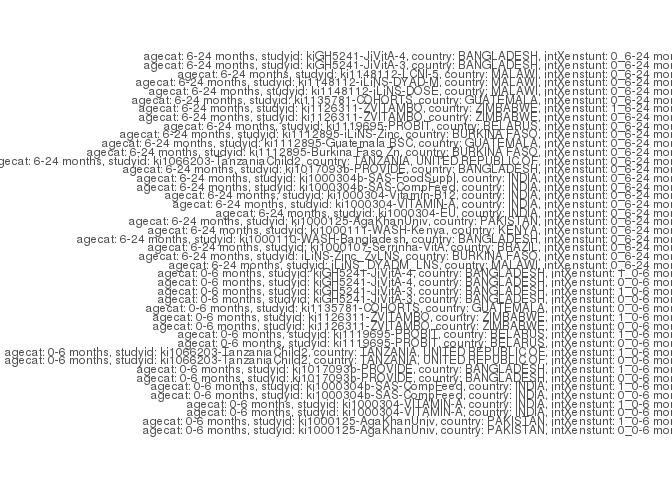 agecat: 6-24 months, studyid: kiGH5241-JiVitA-4, country: BANGLADESH, intXenstunt: 0_6-24 mo
agecat: 6-24 months, studyid: kiGH5241-JiVitA-3, country: BANGLADESH, intXenstunt: 0_6-24 mo
agecat: 6-24 months, studyid: ki1148112-LCNI-5, country: MALAWI, intXenstunt: 0_6-24 mo
agecat: 6-24 months, studyid: ki1148112-iLiNS-DYAD-M, country: MALAWI, intXenstunt: 0_6-24 mo
agecat: 6-24 months, studyid: ki1148112-iLiNS-DOSE, country: MALAWI, intXenstunt: 0_6-24 mo
agecat: 6-24 months, studyid: ki1135781-COHORTS, country: GUATEMALA, intXenstunt: 0_6-24 mo
agecat: 6-24 months, studyid: ki1126311-ZVITAMBO, country: ZIMBABWE, intXenstunt: 1_6-24 mo
agecat: 6-24 months, studyid: ki1126311-ZVITAMBO, country: ZIMBABWE, intXenstunt: 0_6-24 mo
agecat: 6-24 months, studyid: ki1119695-PROBIT, country: BELARUS, intXenstunt: 0_6-24 mo
agecat: 6-24 months, studyid: ki1112895-iLiNS-Zinc, country: BURKINA FASO, intXenstunt: 0_6-24 mo
agecat: 6-24 months, studyid: ki1112895-Guatemala BSC, country: GUATEMALA, intXenstunt: 0_6-24 mo
agecat: 6-24 months, studyid: ki1112895-Burkina Faso Zn, country: BURKINA FASO, intXenstunt: 0_6-24 mo
agecat: 6-24 months, studyid: ki1066203-TanzaniaChild2, country: TANZANIA, UNITED REPUBLIC OF, intXenstunt: 0_6-24 mo
agecat: 6-24 months, studyid: ki1017093b-PROVIDE, country: BANGLADESH, intXenstunt: 0_6-24 mo
agecat: 6-24 months, studyid: ki1000304b-SAS-FoodSuppl, country: INDIA, intXenstunt: 0_6-24 mo
agecat: 6-24 months, studyid: ki1000304b-SAS-CompFeed, country: INDIA, intXenstunt: 0_6-24 mo
agecat: 6-24 months, studyid: ki1000304-Vitamin-B12, country: INDIA, intXenstunt: 0_6-24 mo
agecat: 6-24 months, studyid: ki1000304-VITAMIN-A, country: INDIA, intXenstunt: 0_6-24 mo
agecat: 6-24 months, studyid: ki1000304-EU, country: INDIA, intXenstunt: 0_6-24 mo
agecat: 6-24 months, studyid: ki1000125-AgaKhanUniv, country: PAKISTAN, intXenstunt: 0_6-24 mo
agecat: 6-24 months, studyid: ki1000111-WASH-Kenya, country: KENYA, intXenstunt: 0_6-24 mo
agecat: 6-24 months, studyid: ki1000110-WASH-Bangladesh, country: BANGLADESH, intXenstunt: 0_6-24 mo
agecat: 6-24 months, studyid: ki1000107-Serrinha-VitA, country: BRAZIL, intXenstunt: 0_6-24 mo
agecat: 6-24 months, studyid: iLiNS-Zinc_ZvLNS, country: BURKINA FASO, intXenstunt: 0_6-24 mo
agecat: 6-24 months, studyid: iLiNS_DYADM_LNS, country: MALAWI, intXenstunt: 0_6-24 mo
agecat: 0-6 months, studyid: kiGH5241-JiVitA-4, country: BANGLADESH, intXenstunt: 1_0-6 mo
agecat: 0-6 months, studyid: kiGH5241-JiVitA-4, country: BANGLADESH, intXenstunt: 0_0-6 mo
agecat: 0-6 months, studyid: kiGH5241-JiVitA-3, country: BANGLADESH, intXenstunt: 1_0-6 mo
agecat: 0-6 months, studyid: kiGH5241-JiVitA-3, country: BANGLADESH, intXenstunt: 0_0-6 mo
agecat: 0-6 months, studyid: ki1135781-COHORTS, country: GUATEMALA, intXenstunt: 0_0-6 mo
agecat: 0-6 months, studyid: ki1126311-ZVITAMBO, country: ZIMBABWE, intXenstunt: 1_0-6 mo
agecat: 0-6 months, studyid: ki1126311-ZVITAMBO, country: ZIMBABWE, intXenstunt: 0_0-6 mo
agecat: 0-6 months, studyid: ki1119695-PROBIT, country: BELARUS, intXenstunt: 1_0-6 mo
agecat: 0-6 months, studyid: ki1119695-PROBIT, country: BELARUS, intXenstunt: 0_0-6 mo
agecat: 0-6 months, studyid: ki1066203-TanzaniaChild2, country: TANZANIA, UNITED REPUBLIC OF, intXenstunt: 1_0-6 mo
agecat: 0-6 months, studyid: ki1066203-TanzaniaChild2, country: TANZANIA, UNITED REPUBLIC OF, intXenstunt: 0_0-6 mo
agecat: 0-6 months, studyid: ki1017093b-PROVIDE, country: BANGLADESH, intXenstunt: 1_0-6 mo
agecat: 0-6 months, studyid: ki1017093b-PROVIDE, country: BANGLADESH, intXenstunt: 0_0-6 mo
agecat: 0-6 months, studyid: ki1000304b-SAS-CompFeed, country: INDIA, intXenstunt: 1_0-6 mo
agecat: 0-6 months, studyid: ki1000304b-SAS-CompFeed, country: INDIA, intXenstunt: 0_0-6 mo
agecat: 0-6 months, studyid: ki1000304-VITAMIN-A, country: INDIA, intXenstunt: 1_0-6 mo
agecat: 0-6 months, studyid: ki1000304-VITAMIN-A, country: INDIA, intXenstunt: 0_0-6 mo
agecat: 0-6 months, studyid: ki1000125-AgaKhanUniv, country: PAKISTAN, intXenstunt: 1_0-6 mo
agecat: 0-6 months, studyid: ki1000125-AgaKhanUniv, country: PAKISTAN, intXenstunt: 0_0-6 mo